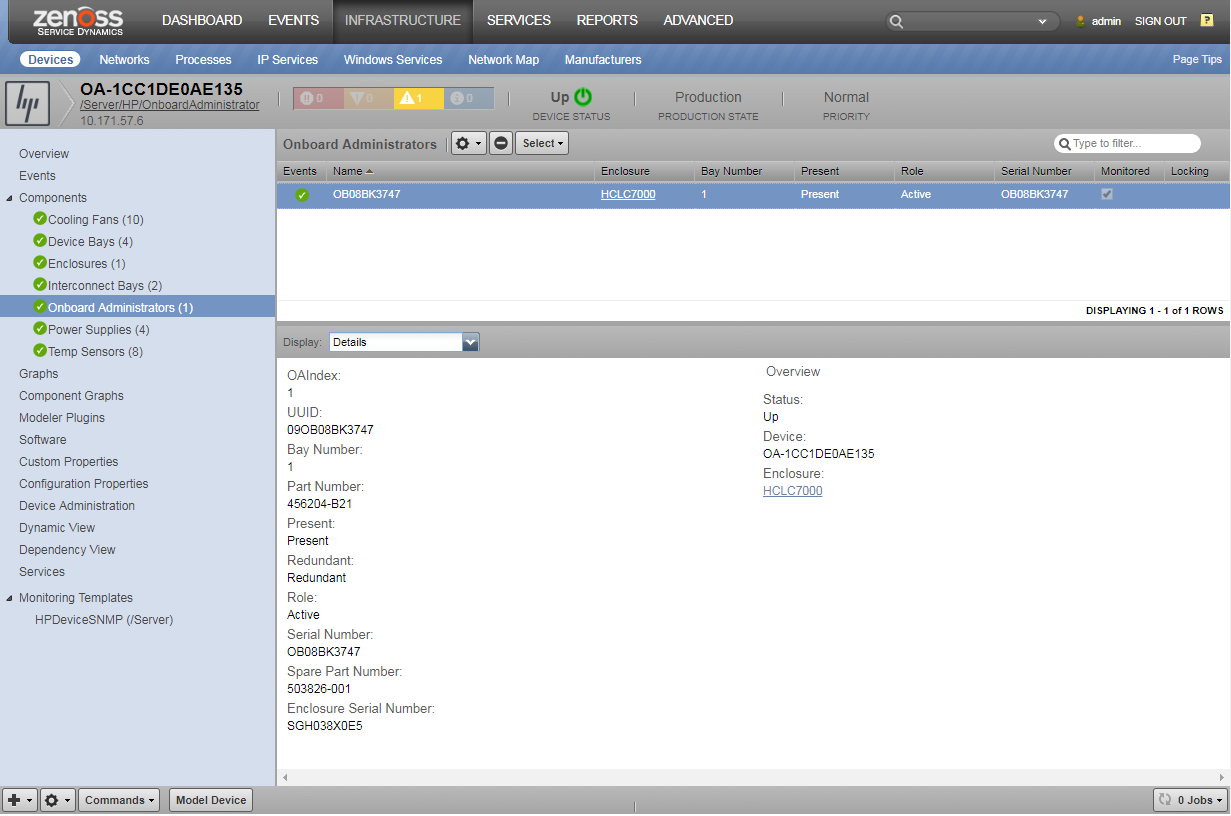 zenoss
SERVICE DYNAMICS
DASHBOARD EVENTS INFRASTRUCTURE SERVICES REPORTS ADVANCED
admin SIGN OUT ?
Devices Networks Processes IP Services Windows Services Network Map Manufacturers Page Tips
hp
OA-1CC1DE0AE135
/Server/HP/OnboardAdministrator
10.171.57.6
0 0 1 0
Up
DEVICE STATUS
Production
PRODUCTION STATE
Normal
PRIORITY
Overview
Events
Components
Cooling Fans (10)
Device Bays (4)
Enclosures (1)
Interconnect Bays (2)
Onboard Administrators (1)
Power Supplies (4)
Temp Sensors (8)
Graphs
Component Graphs
Modeler Plugins
Software
Custom Properties
Configuration Properties
Device Administration
Dynamic View
Dependency View
Services
Monitoring Templates
HPDeviceSNMP (/Server)
Onboard Administrators Select Type to filter...
Events Name Enclosure Bay Number Present Role Serial Number Monitored Locking
OB08BK3747 HCLC7000 1 Present Active OB08BK3747
DISPLAYING 1 - 1 of 1 ROWS
Display: Details
OAIndex:
1
UUID:
09OB08BK3747
Bay Number:
1
Part Number:
456204-B21
Present:
Present
Redundant:
Redundant
Role:
Active
Serial Number:
OB08BK3747
Spare Part Number:
503826-001
Enclosure Serial Number:
SGH038X0E5
Overview
Status:
Up
Device:
OA-1CC1DE0AE135
Enclosure:
HCLC7000
Commands Model Device 0 Jobs